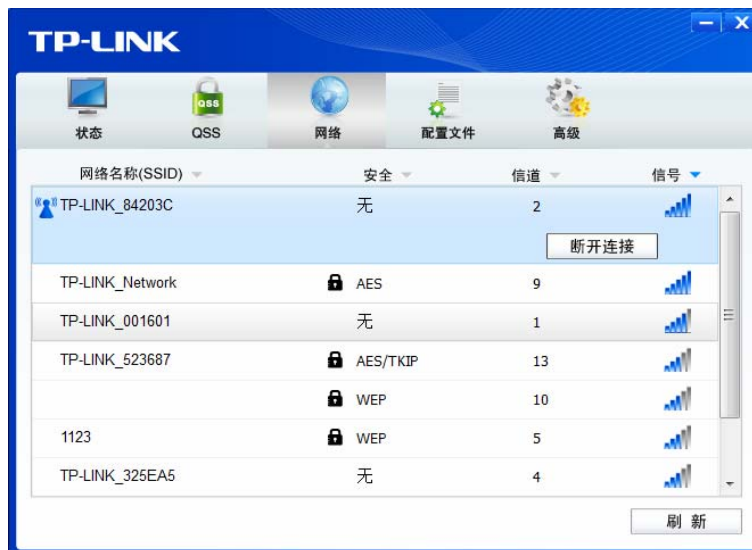 TP-LINK
QSS
状态 QSS 网络 配置文件 高级
网络名称(SSID) 安全 信道 信号
TP-LINK_84203C 无 2
断开连接
TP-LINK_Network AES 9
TP-LINK_001601 无 1
TP-LINK_523687 AES/TKIP 13
WEP 10
1123 WEP 5
TP-LINK_325EA5 无 4
刷 新